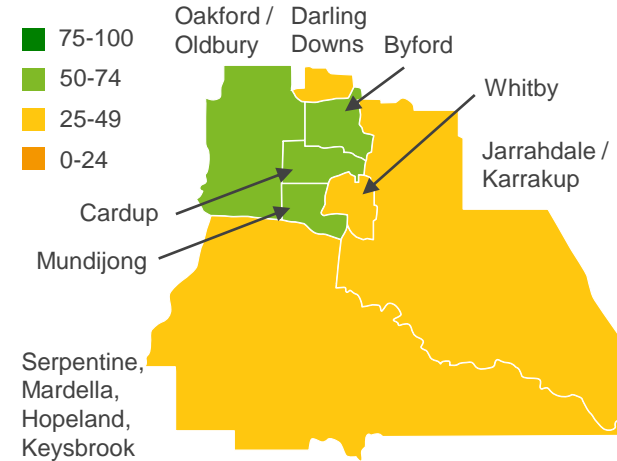 75-100
50-74
25-49
0-24
Oakford /
Oldbury
Darling
Downs
Byford
Whitby
Jarrahdale /
Karrakup
Cardup
Mundijong
Serpentine,
Mardella,
Hopeland,
Keysbrook